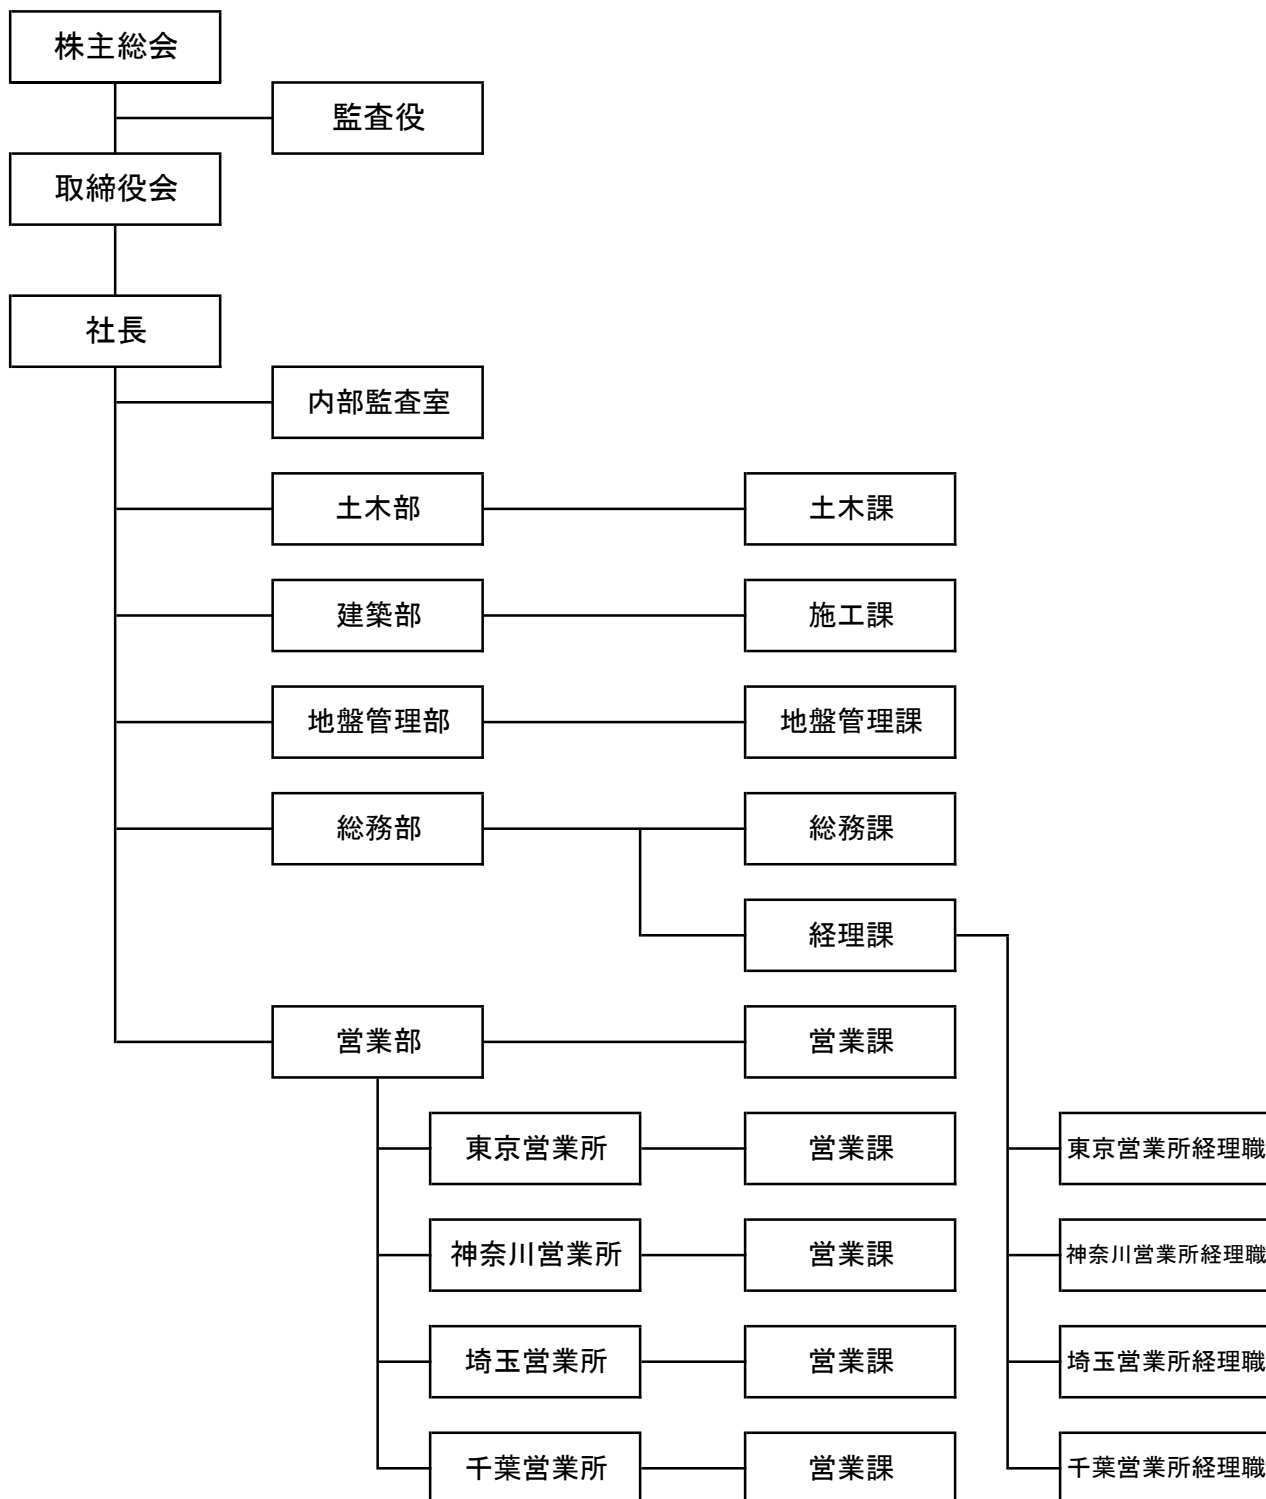 株主総会
監査役
取締役会
社長
内部監査室
土木部
土木課
建築部
施工課
地盤管理部
地盤管理課
総務部
総務課
経理課
営業部
営業課
東京営業所
営業課
東京営業所経理職
神奈川営業所
営業課
神奈川営業所経理職
埼玉営業所
営業課
埼玉営業所経理職
千葉営業所
営業課
千葉営業所経理職